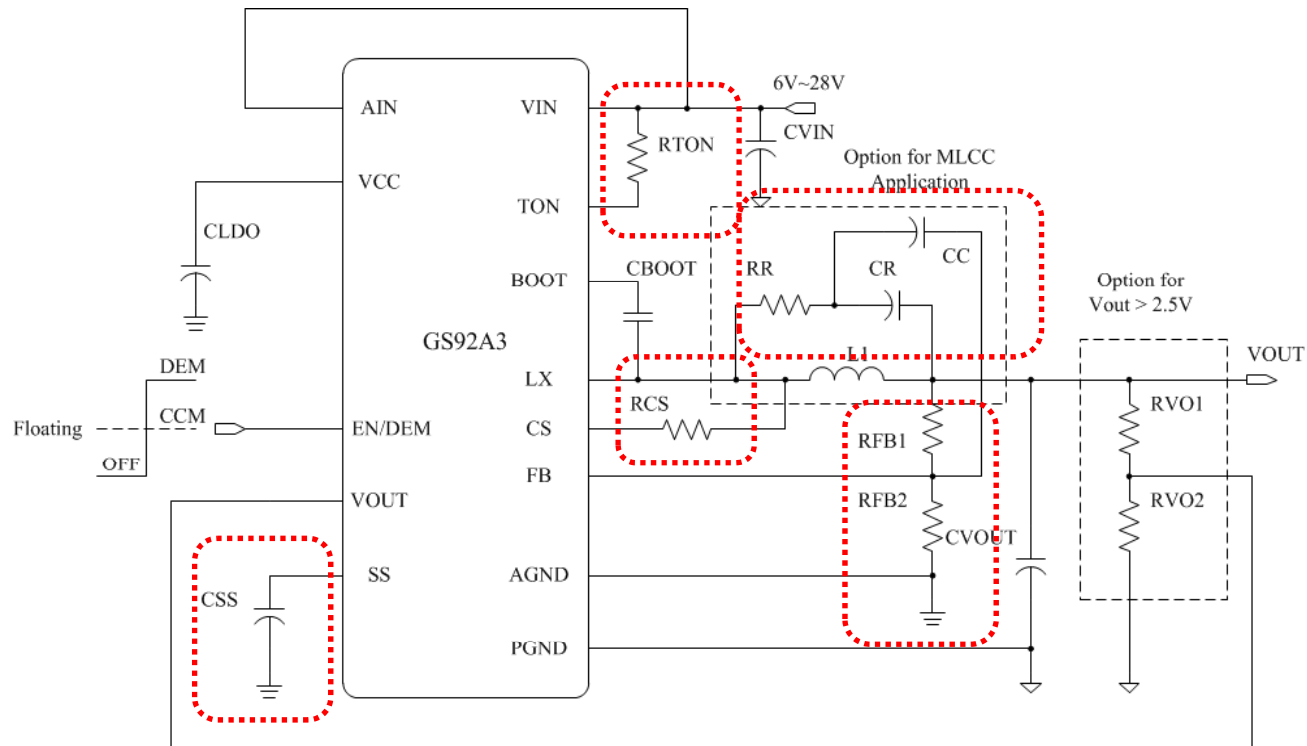 6V~28V
AIN
VIN
CVIN
RTON
Option for MLCC
Application
VCC
TON
CLDO
CC
BOOT
CBOOT
RR
CR
Option for
Vout > 2.5V
GS92A3
L1
VOUT
DEM
LX
RCS
RVO1
CCM
Floating
EN/DEM
CS
RFB1
OFF
FB
VOUT
RFB2
RVO2
CVOUT
SS
AGND
CSS
PGND